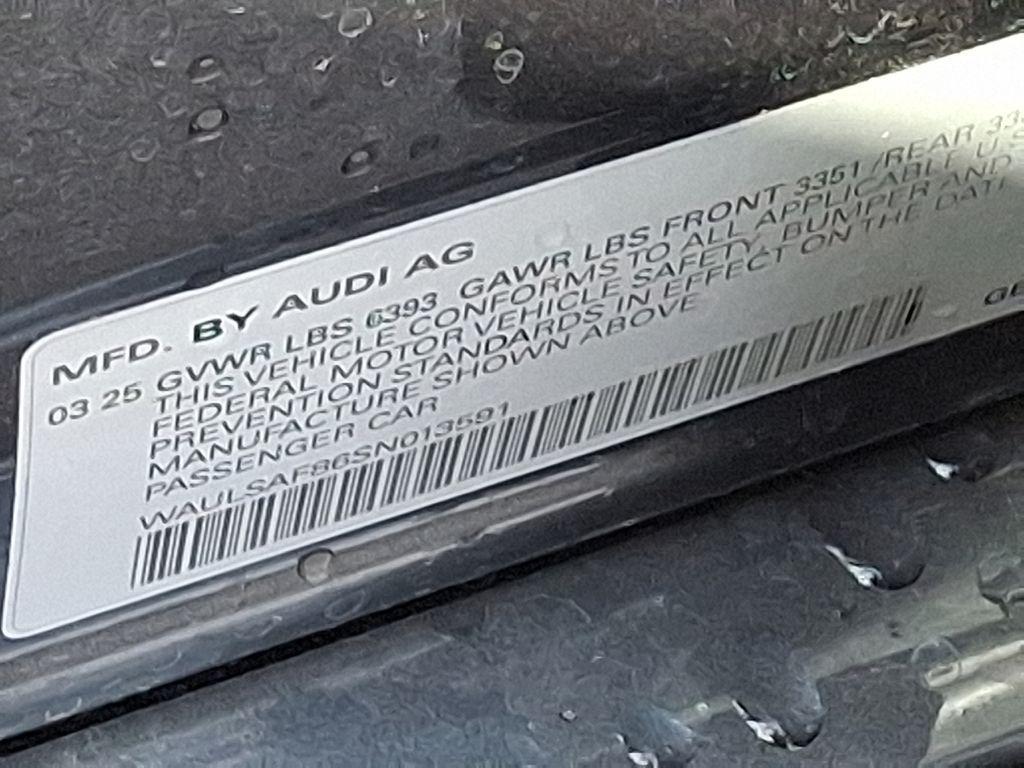 MFD. BY AUDI AG
03 25 GVWR LBS 6393 GAWR LBS FRONT 3351 /REAR
THIS VEHICLE CONFORMS TO ALL APPLICABLE U.S
FEDERAL MOTOR VEHICLE SAFETY, BUMPER AND
PREVENTION STANDARDS IN EFFECT ON THE DATE
MANUFACTURE SHOWN ABOVE
PASSENGER CAR
WAULSAF86SN013591